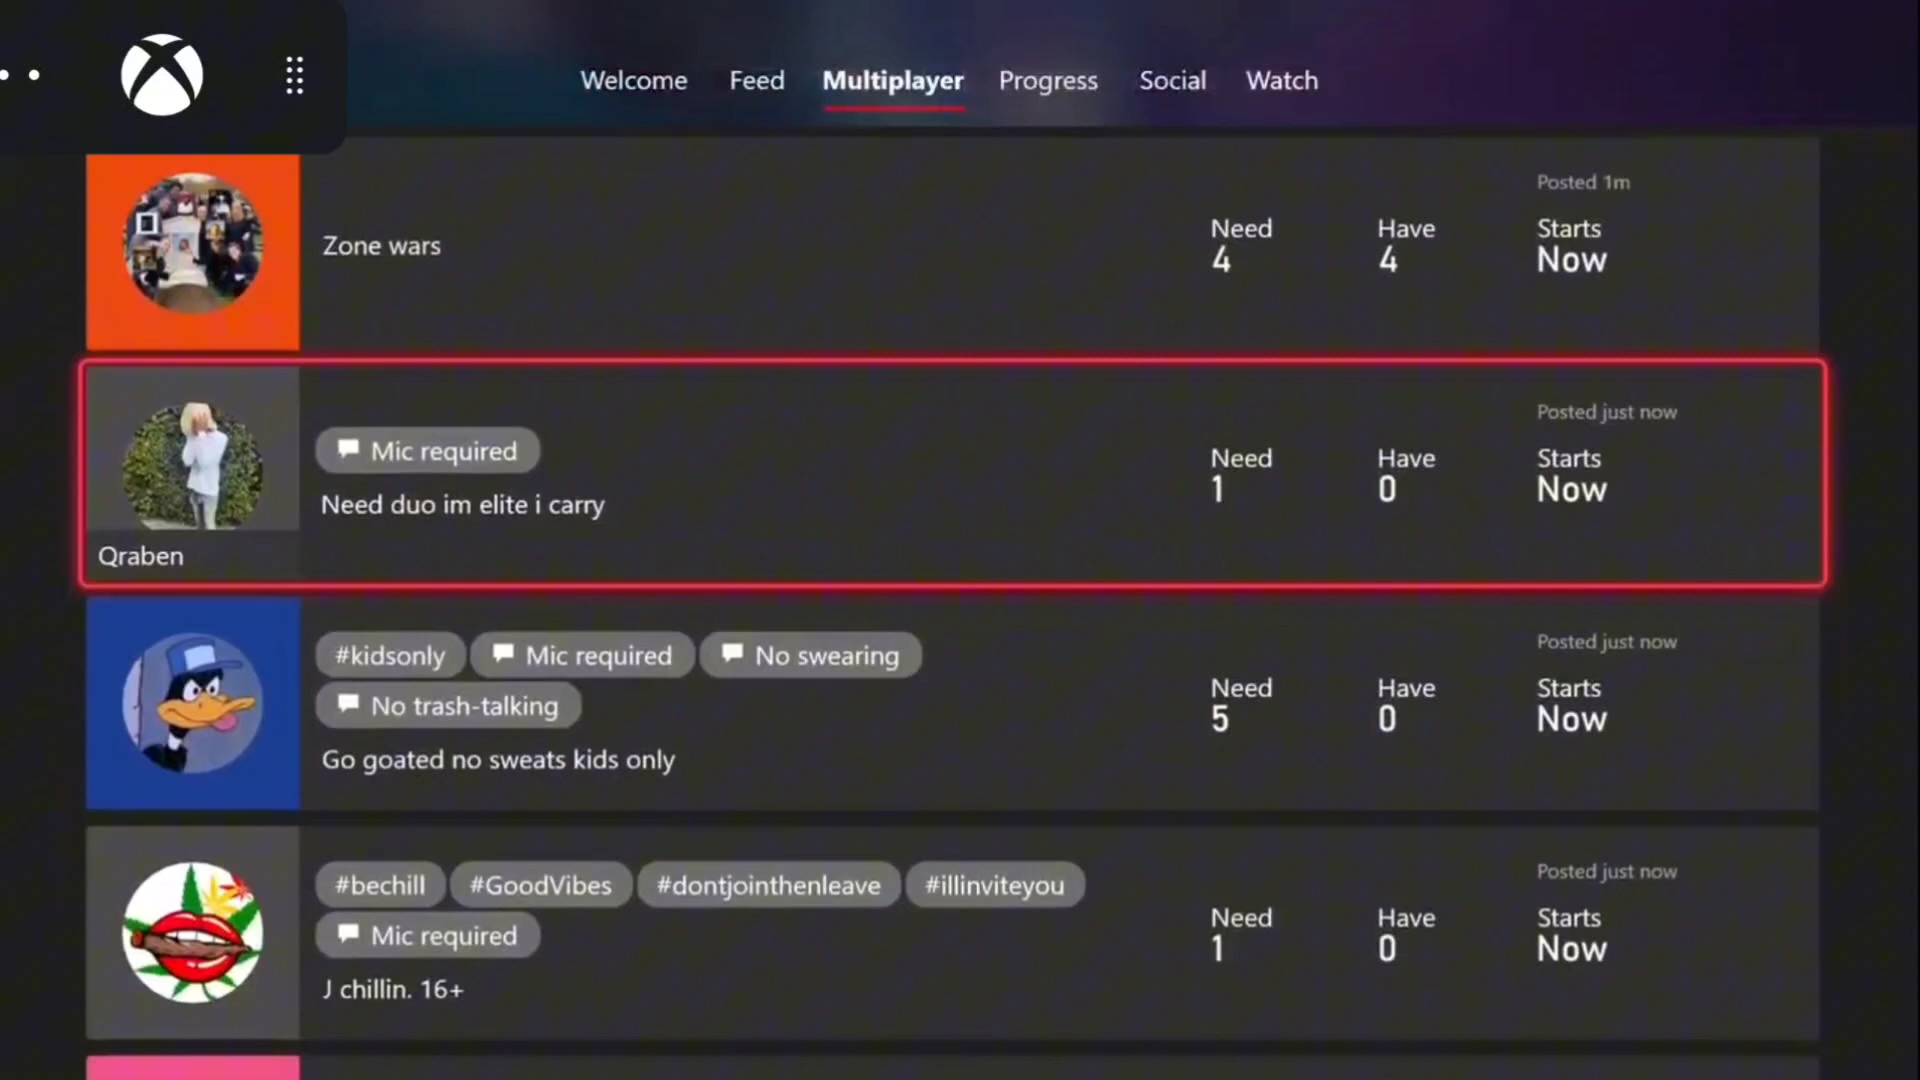 Welcome Feed Multiplayer Progress Social Watch
Posted 1m
Zone wars
Need Have Starts
4 4 Now
Posted just now
Mic required
Need Have Starts
1 0 Now
Need duo im elite i carry
Qraben
Posted just now
#kidsonly Mic required No swearing
No trash-talking
Need Have Starts
5 0 Now
Go goated no sweats kids only
Posted just now
#bechill #GoodVibes #dontjointhenleave #illinviteyou
Mic required
Need Have Starts
1 0 Now
J chillin. 16+